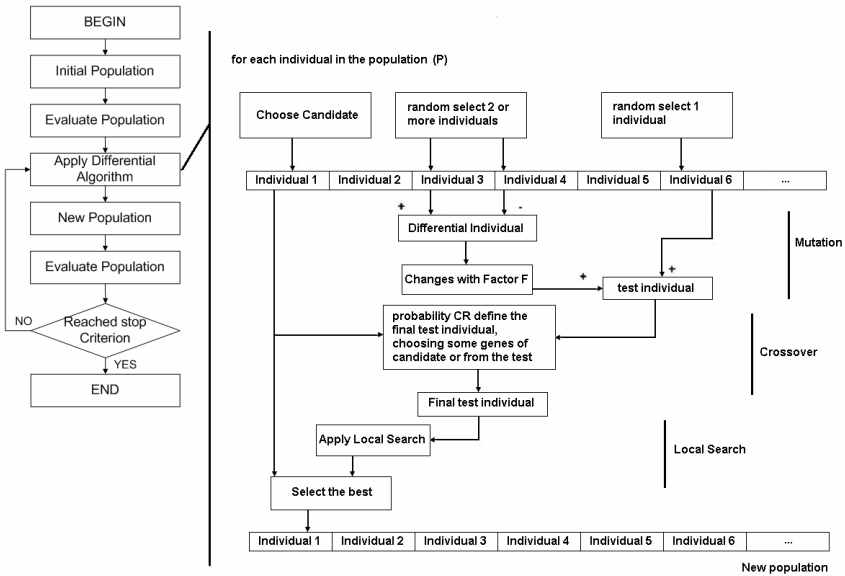 BEGIN
Initial Population
Evaluate Population
Apply Differential
Algorithm
New Population
Evaluate Population
NO
Reached stop
Criterion
YES
END
for each individual in the population (P)
Choose Candidate
random select 2 or
more individuals
random select 1
individual
Individual 1 Individual 2 Individual 3 Individual 4 Individual 5 Individual 6 ...
+ -
Differential Individual
Mutation
Changes with Factor F
+ +
test individual
probability CR define the
final test individual,
choosing some genes of
candidate or from the test
Crossover
Final test individual
Apply Local Search
Local Search
Select the best
Individual 1 Individual 2 Individual 3 Individual 4 Individual 5 Individual 6 ...
New population